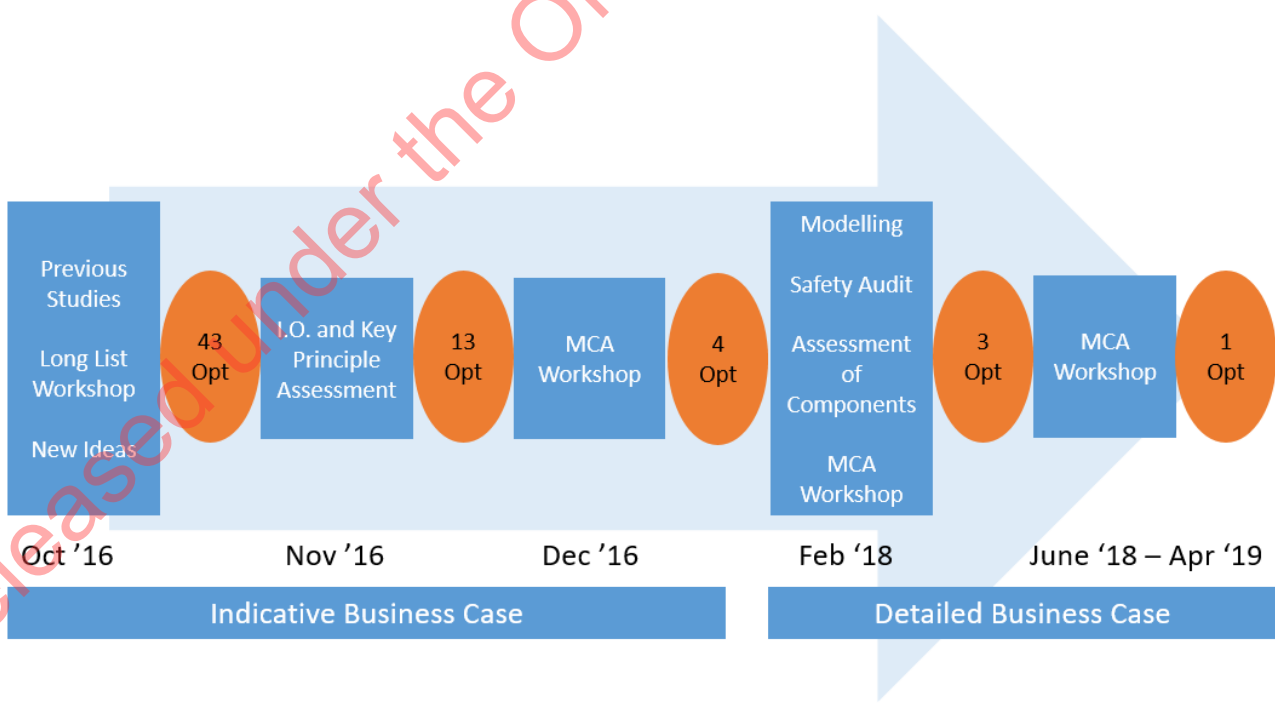 Released under the O
Previous
Studies
Long List
Workshop
New Ideas
43
Opt
I.O. and Key
Principle
Assessment
13
Opt
MCA
Workshop
4
Opt
Modelling
Safety Audit
Assessment
of
Components
MCA
Workshop
3
Opt
MCA
Workshop
1
Opt
Oct ’16
Nov ’16
Dec ’16
Feb ‘18
June ‘18 – Apr ‘19
Indicative Business Case
Detailed Business Case